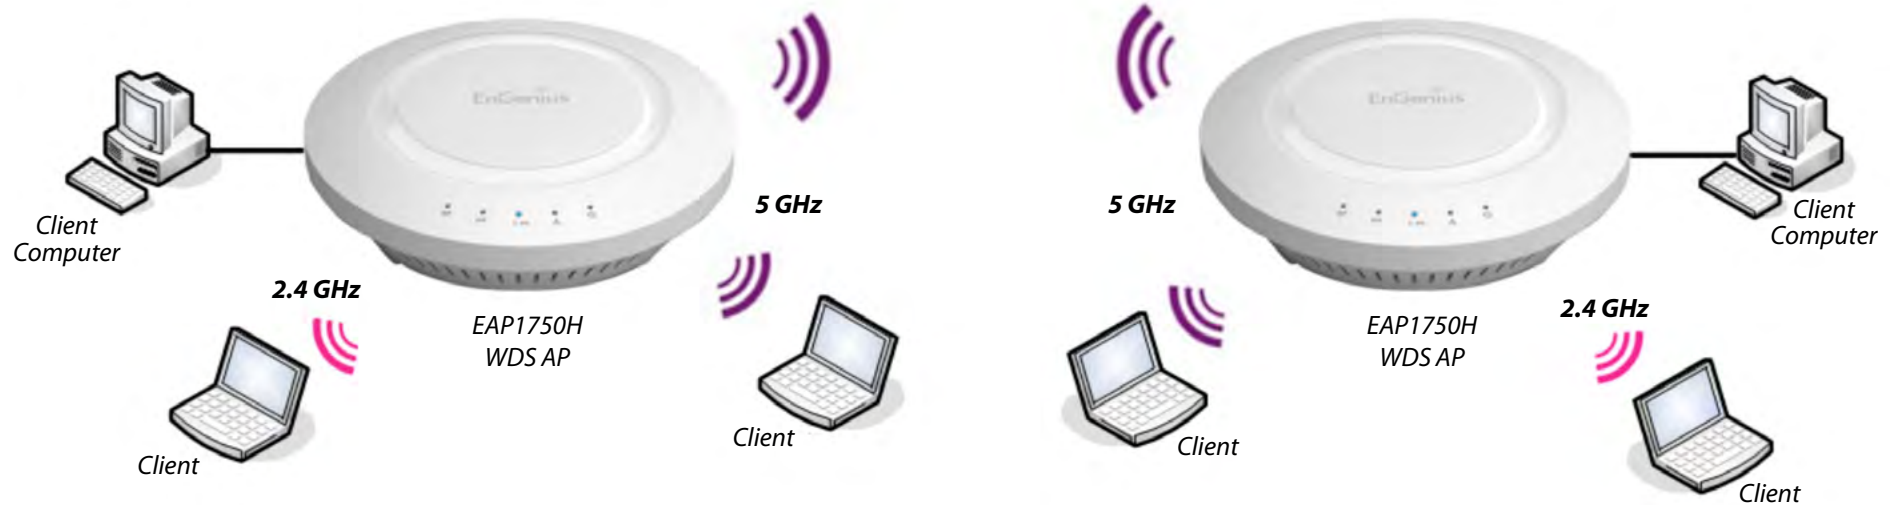 EnGenius
EnGenius
5 GHz
5 GHz
Client
Computer
Client
Computer
2.4 GHz
2.4 GHz
EAP1750H
WDS AP
EAP1750H
WDS AP
Client
Client
Client
Client